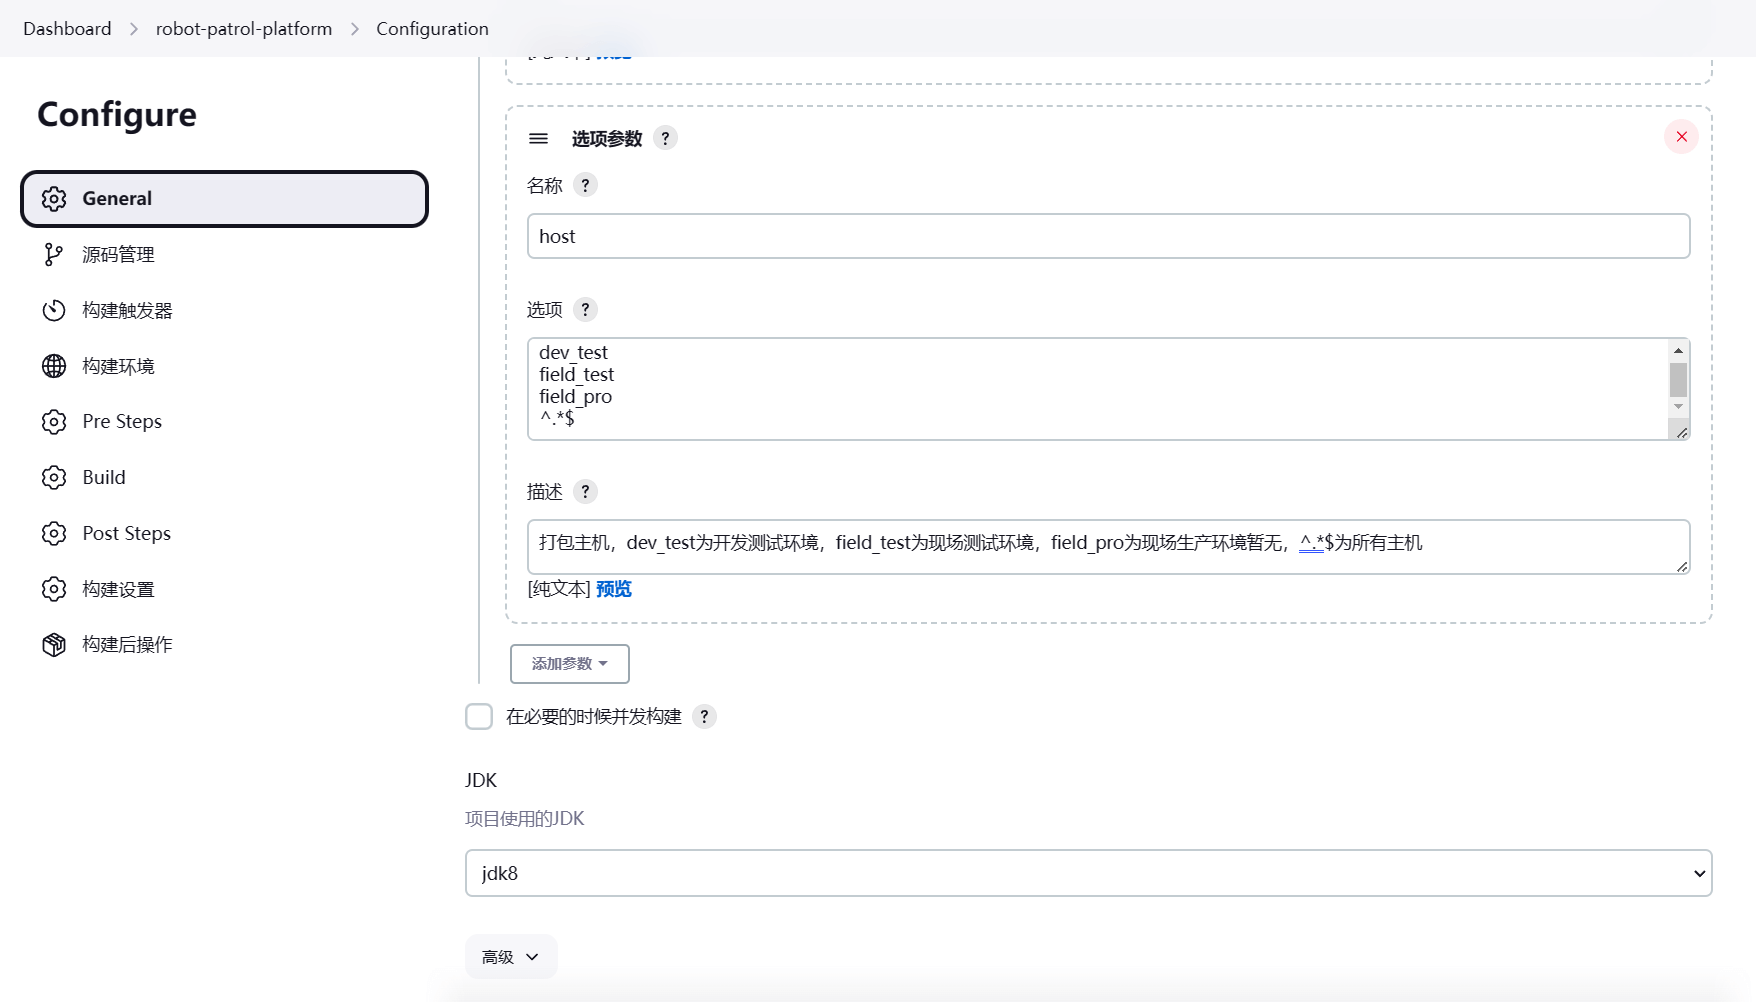 Dashboard > robot-patrol-platform > Configuration
Configure
General
源码管理
构建触发器
构建环境
Pre Steps
Build
Post Steps
构建设置
构建后操作
预览
选项参数 ?
名称 ?
host
选项 ?
dev_test
field_test
field_pro
^.*$
描述 ?
打包主机，dev_test为开发测试环境，field_test为现场测试环境，field_pro为现场生产环境暂无，^.*$为所有主机
[纯文本] 预览
添加参数
在必要的时候并发构建 ?
JDK
项目使用的JDK
jdk8
高级